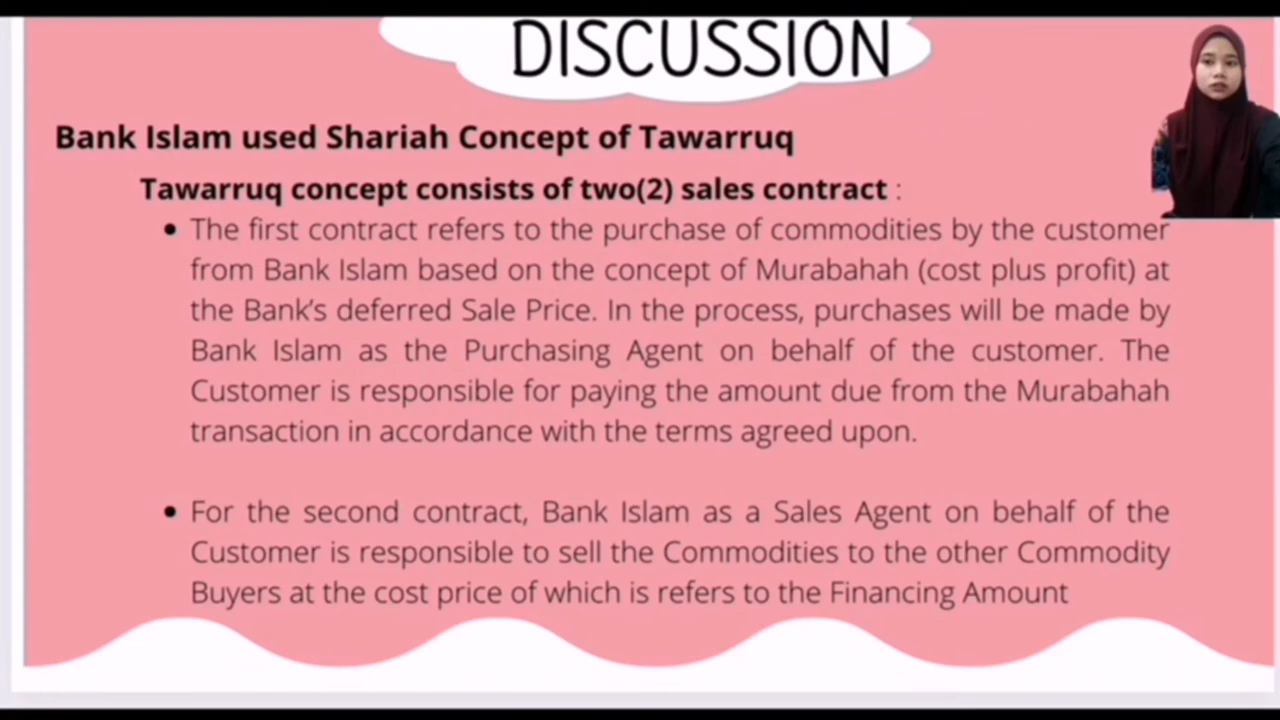 DISCUSSION
Bank Islam used Shariah Concept of Tawarruq
Tawarruq concept consists of two(2) sales contract :
• The first contract refers to the purchase of commodities by the customer
from Bank Islam based on the concept of Murabahah (cost plus profit) at
the Bank's deferred Sale Price. In the process, purchases will be made by
Bank Islam as the Purchasing Agent on behalf of the customer. The
Customer is responsible for paying the amount due from the Murabahah
transaction in accordance with the terms agreed upon.
• For the second contract, Bank Islam as a Sales Agent on behalf of the
Customer is responsible to sell the Commodities to the other Commodity
Buyers at the cost price of which is refers to the Financing Amount